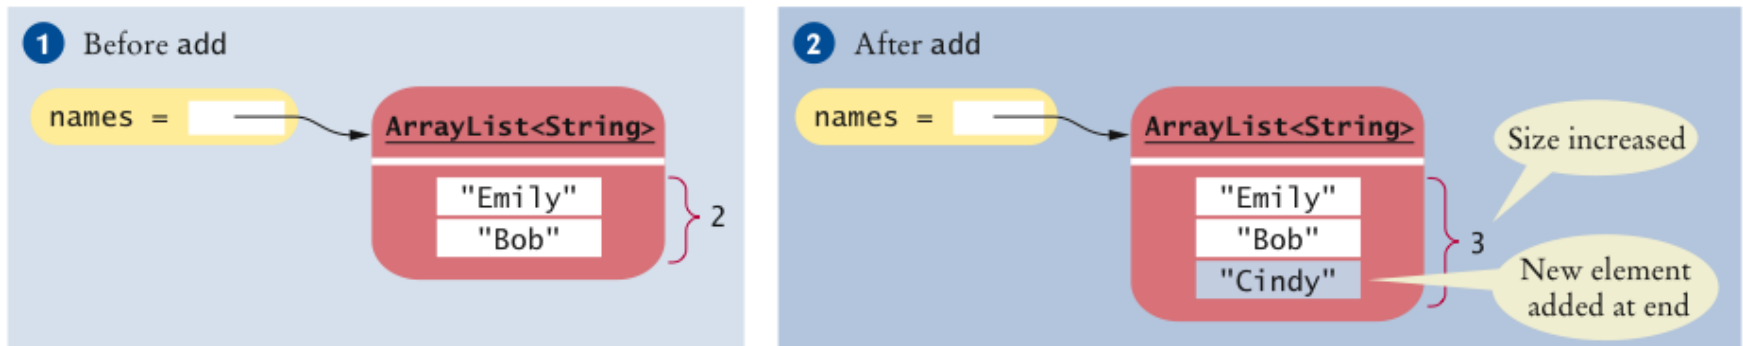 1 Before add
names =
ArrayList<String>
"Emily"
"Bob"
2
2 After add
names =
ArrayList<String>
"Emily"
"Bob"
"Cindy"
3
Size increased
New element
added at end